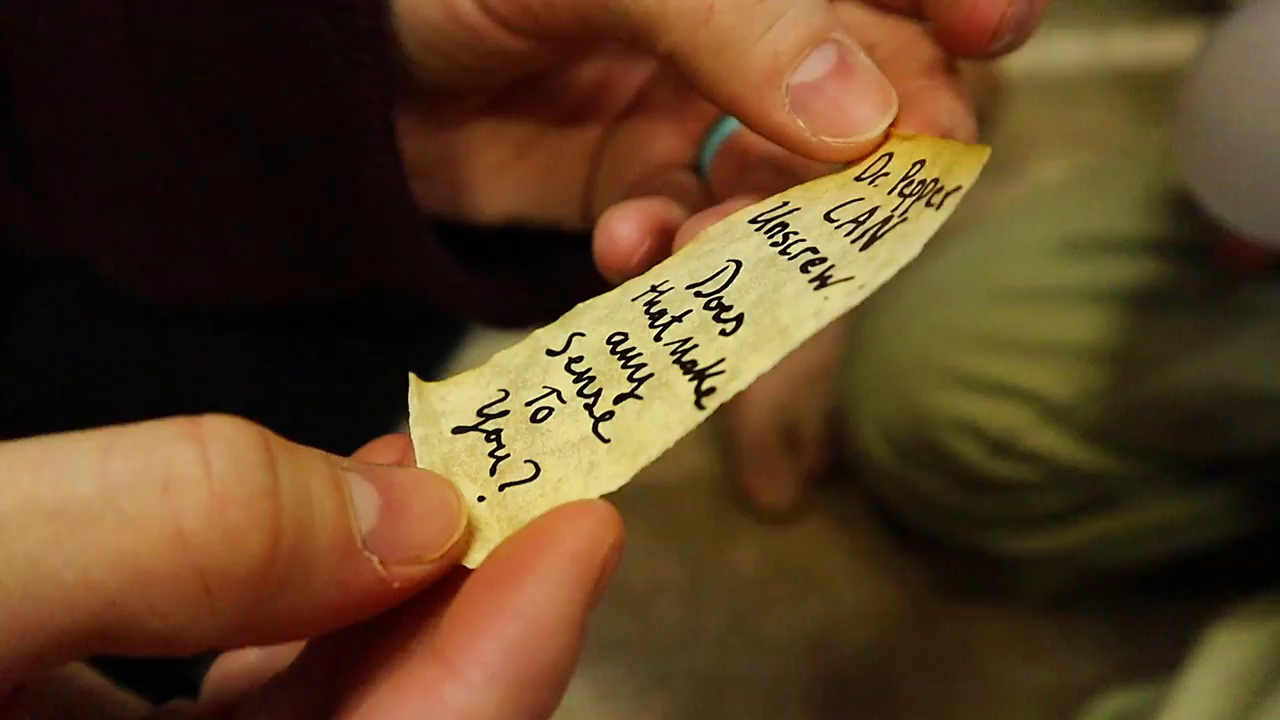 Dr. Pepper
CAN
Unscrew.
Does
that Make
any
Sense
To
You?